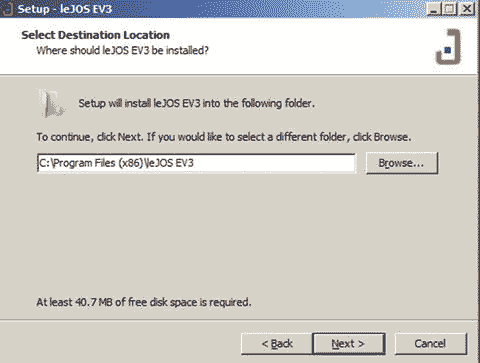 Setup - leJOS EV3
Select Destination Location
Where should leJOS EV3 be installed?
Setup will install leJOS EV3 into the following folder.
To continue, click Next. If you would like to select a different folder, click Browse.
C:\Program Files (x86)\leJOS EV3
Browse...
At least 40.7 MB of free disk space is required.
< Back
Next >
Cancel